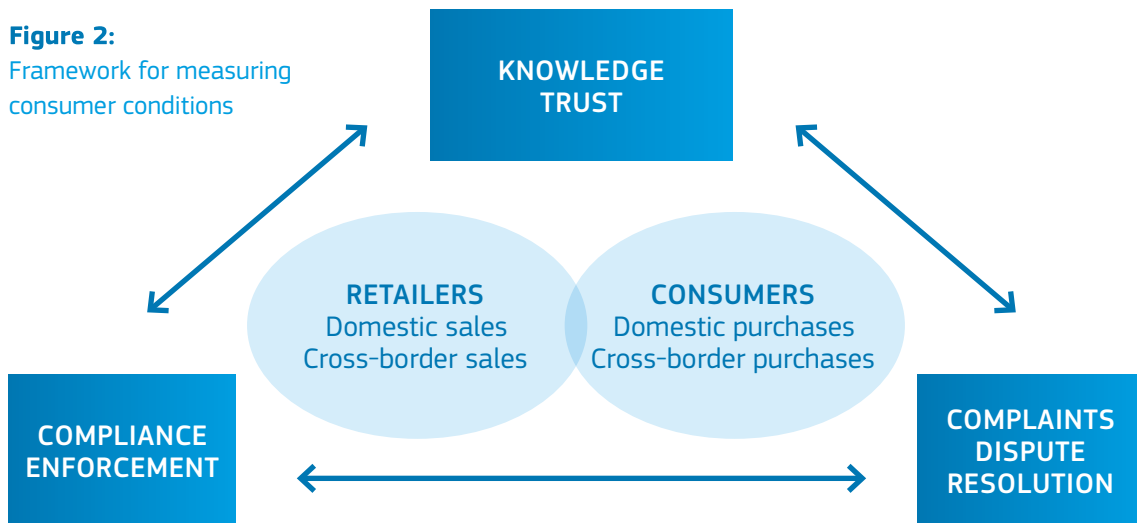 Figure 2:
Framework for measuring
consumer conditions
KNOWLEDGE
TRUST
RETAILERS
Domestic sales
Cross-border sales
CONSUMERS
Domestic purchases
Cross-border purchases
COMPLIANCE
ENFORCEMENT
COMPLAINTS
DISPUTE
RESOLUTION